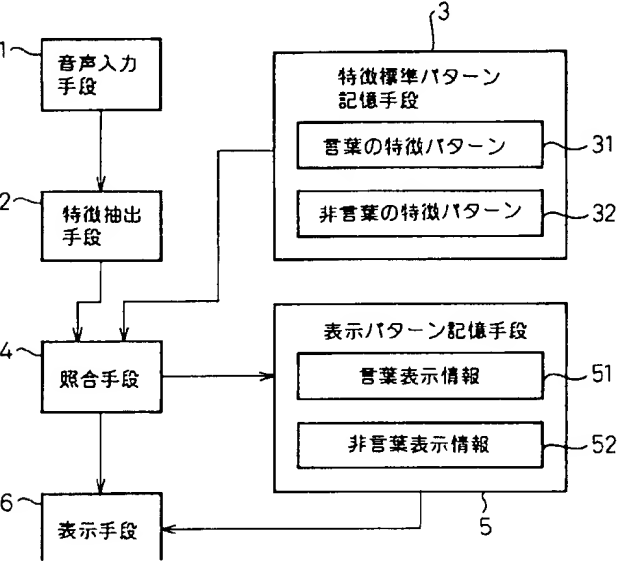 1
音声入力
手段
2
特徴抽出
手段
3
特徴標準パターン
記憶手段
言葉の特徴パターン
31
非言葉の特徴パターン
32
4
照合手段
表示パターン記憶手段
言葉表示情報
51
非言葉表示情報
52
5
6
表示手段